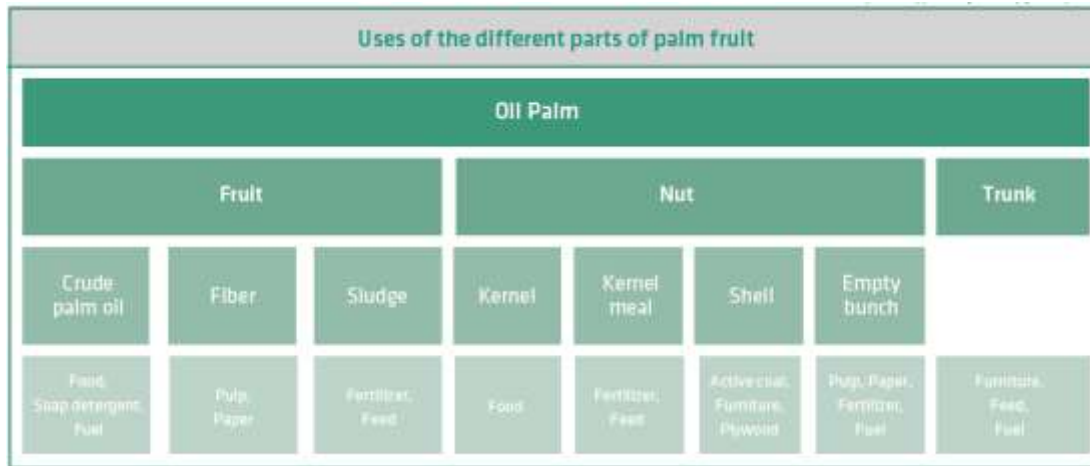 Uses of the different parts of palm fruit
Oil Palm
Fruit
Nut
Trunk
Crude
palm oil
Fiber
Sludge
Kernel
Kernel
meal
Shell
Empty
bunch
Food,
Soap detergent,
Fuel
Pulp,
Paper
Fertilizer,
Feed
Food
Fertilizer,
Feed
Active coat,
Furniture,
Plywood
Pulp, Paper,
Fertilizer,
Fuel
Furniture,
Feed,
Fuel